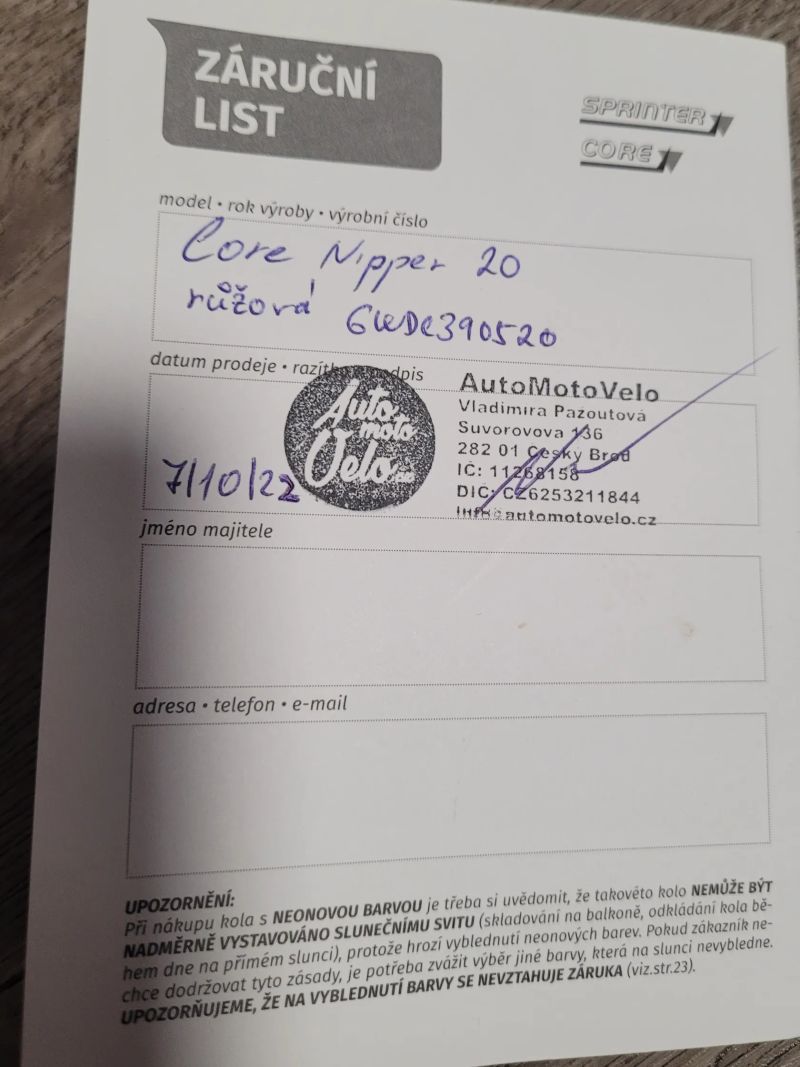 ZÁRUČNÍ
LIST
SPRINTER
CORE
model • rok výroby • výrobní číslo
Core Nipper 20
růžová GWDC390520
datum prodeje • razítko podpis
Auto
moto
Velo
AutoMotoVelo
Vladimíra Pazoutová
Suvorovova 136
282 01 Český Brod
IČ: 11268158
DIČ: CZ6253211844
info@automotovelo.cz
7/10/22
jméno majitele
adresa • telefon • e-mail
UPOZORNĚNÍ:
Při nákupu kola s NEONOVOU BARVOU je třeba si uvědomit, že takovéto kolo NEMŮŽE BÝT
NADMĚRNĚ VYSTAVOVÁNO SLUNEČNÍMU SVITU (skladování na balkoně, odkládání kola bě-
hem dne na přímém slunci), protože hrozí vyblednutí neonových barev. Pokud zákazník ne-
chce dodržovat tyto zásady, je potřeba zvážit výběr jiné barvy, která na slunci nevybledne.
UPOZORŇUJEME, ŽE NA VYBLEDNUTÍ BARVY SE NEVZTAHUJE ZÁRUKA (viz.str.23).